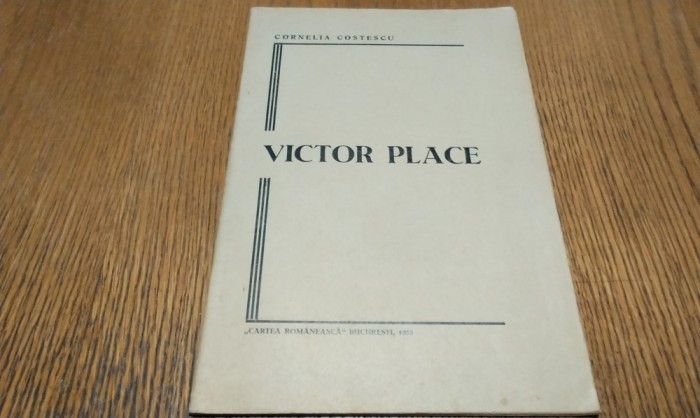 CORNELIA COSTESCU
VICTOR PLACE
„CARTEA ROMÂNEASCĂ" BUCUREȘTI,